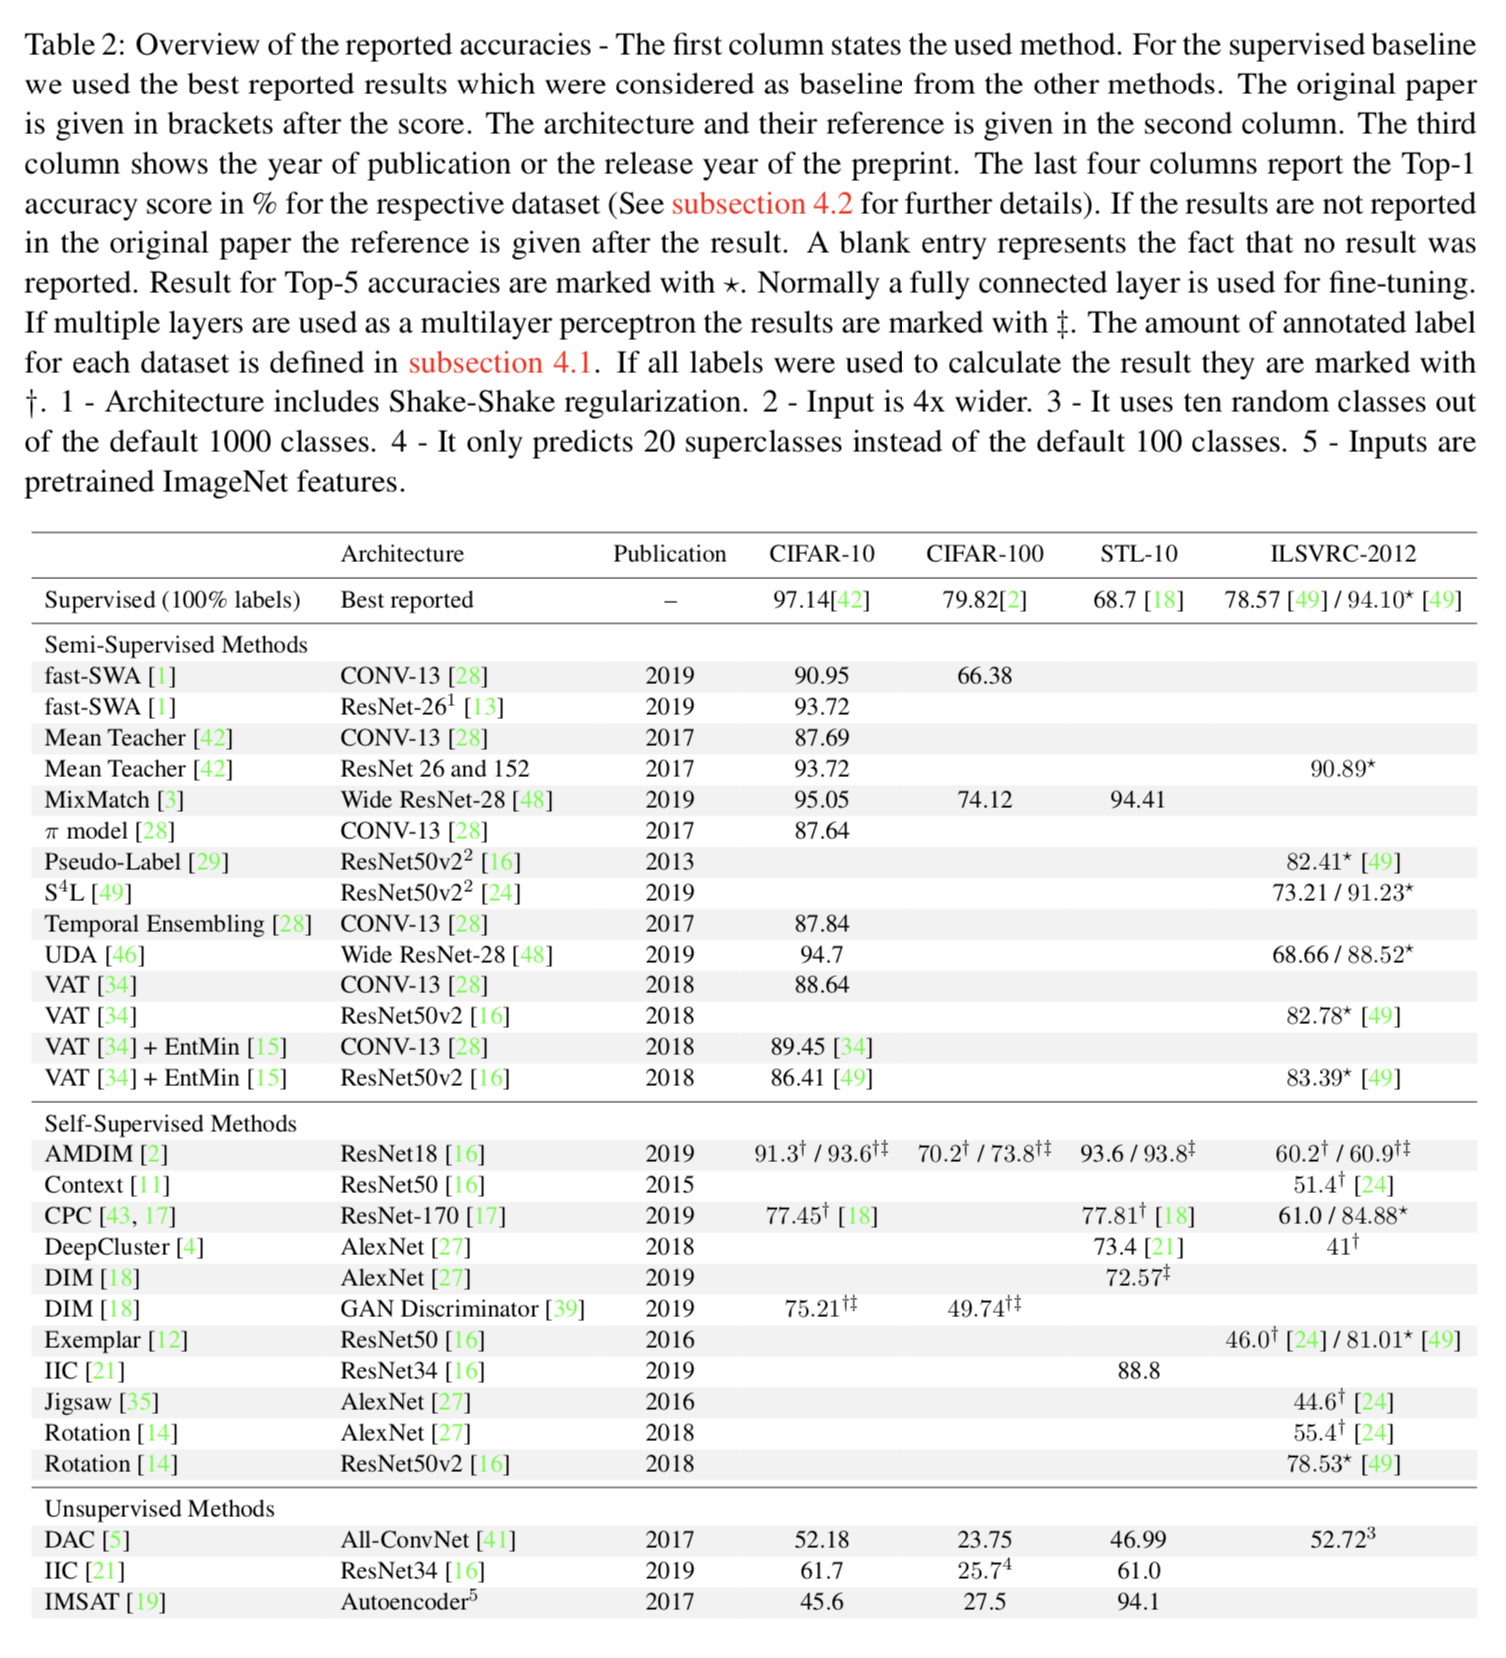 Table 2: Overview of the reported accuracies - The first column states the used method. For the supervised baseline
we used the best reported results which were considered as baseline from the other methods. The original paper
is given in brackets after the score. The architecture and their reference is given in the second column. The third
column shows the year of publication or the release year of the preprint. The last four columns report the Top-1
accuracy score in % for the respective dataset (See subsection 4.2 for further details). If the results are not reported
in the original paper the reference is given after the result. A blank entry represents the fact that no result was
reported. Result for Top-5 accuracies are marked with ⋆. Normally a fully connected layer is used for fine-tuning.
If multiple layers are used as a multilayer perceptron the results are marked with ‡. The amount of annotated label
for each dataset is defined in subsection 4.1. If all labels were used to calculate the result they are marked with
†. 1 - Architecture includes Shake-Shake regularization. 2 - Input is 4x wider. 3 - It uses ten random classes out
of the default 1000 classes. 4 - It only predicts 20 superclasses instead of the default 100 classes. 5 - Inputs are
pretrained ImageNet features.
Architecture Publication CIFAR-10 CIFAR-100 STL-10 ILSVRC-2012
Supervised (100% labels) Best reported – 97.14[42] 79.82[2] 68.7 [18] 78.57 [49] / 94.10⋆ [49]
Semi-Supervised Methods
fast-SWA [1] CONV-13 [28] 2019 90.95 66.38
fast-SWA [1] ResNet-26¹ [13] 2019 93.72
Mean Teacher [42] CONV-13 [28] 2017 87.69
Mean Teacher [42] ResNet 26 and 152 2017 93.72 90.89⋆
MixMatch [3] Wide ResNet-28 [48] 2019 95.05 74.12 94.41
π model [28] CONV-13 [28] 2017 87.64
Pseudo-Label [29] ResNet50v2² [16] 2013 82.41⋆ [49]
S⁴L [49] ResNet50v2² [24] 2019 73.21 / 91.23⋆
Temporal Ensembling [28] CONV-13 [28] 2017 87.84
UDA [46] Wide ResNet-28 [48] 2019 94.7 68.66 / 88.52⋆
VAT [34] CONV-13 [28] 2018 88.64
VAT [34] ResNet50v2 [16] 2018 82.78⋆ [49]
VAT [34] + EntMin [15] CONV-13 [28] 2018 89.45 [34]
VAT [34] + EntMin [15] ResNet50v2 [16] 2018 86.41 [49] 83.39⋆ [49]
Self-Supervised Methods
AMDIM [2] ResNet18 [16] 2019 91.3† / 93.6†‡ 70.2† / 73.8†‡ 93.6 / 93.8‡ 60.2† / 60.9†‡
Context [11] ResNet50 [16] 2015 51.4† [24]
CPC [43, 17] ResNet-170 [17] 2019 77.45† [18] 77.81† [18] 61.0 / 84.88⋆
DeepCluster [4] AlexNet [27] 2018 73.4 [21] 41†
DIM [18] AlexNet [27] 2019 72.57‡
DIM [18] GAN Discriminator [39] 2019 75.21†‡ 49.74†‡
Exemplar [12] ResNet50 [16] 2016 46.0† [24] / 81.01⋆ [49]
IIC [21] ResNet34 [16] 2019 88.8
Jigsaw [35] AlexNet [27] 2016 44.6† [24]
Rotation [14] AlexNet [27] 2018 55.4† [24]
Rotation [14] ResNet50v2 [16] 2018 78.53⋆ [49]
Unsupervised Methods
DAC [5] All-ConvNet [41] 2017 52.18 23.75 46.99 52.72³
IIC [21] ResNet34 [16] 2019 61.7 25.7⁴ 61.0
IMSAT [19] Autoencoder⁵ 2017 45.6 27.5 94.1